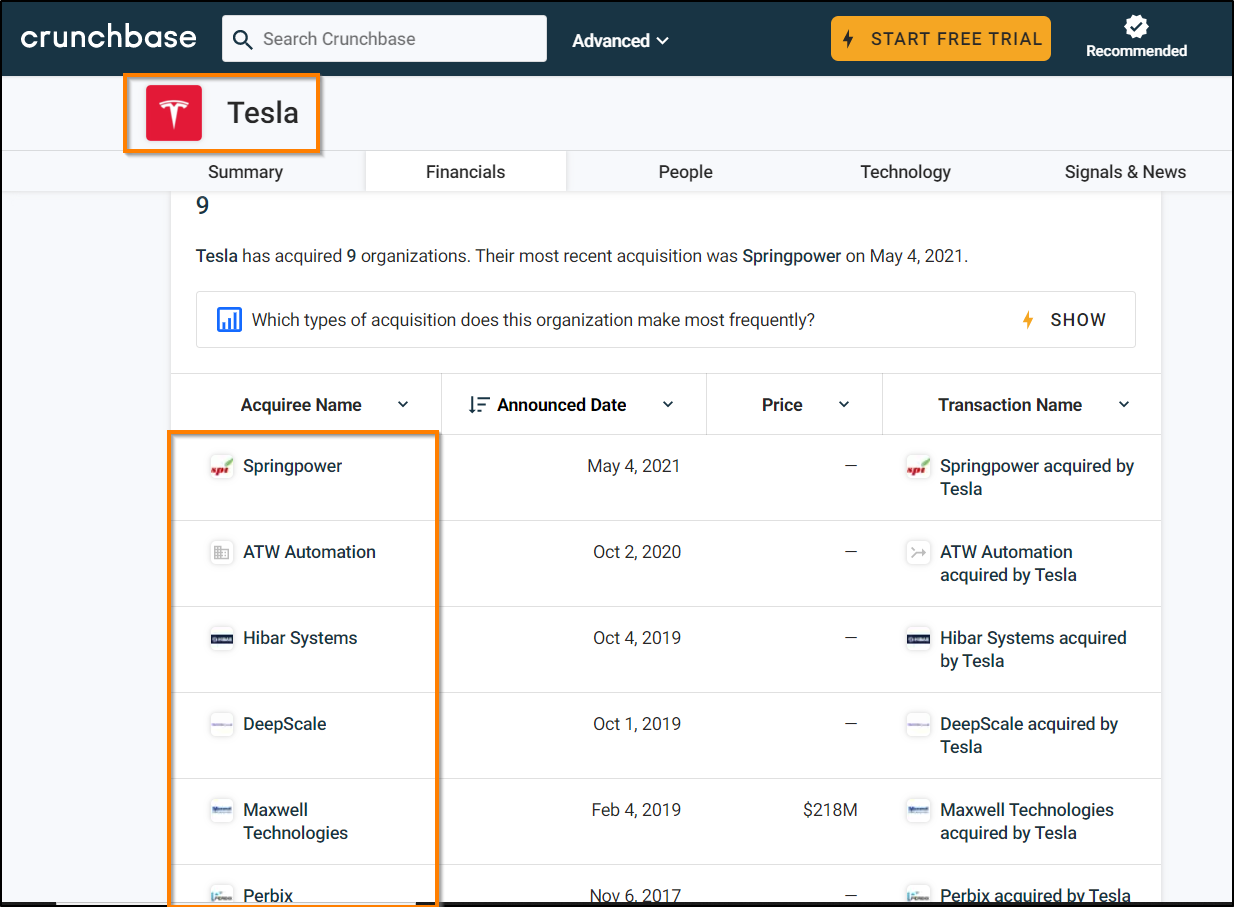 crunchbase
Search Crunchbase
Advanced
START FREE TRIAL
Recommended
Tesla
Summary
Financials
People
Technology
Signals & News
9
Tesla has acquired 9 organizations. Their most recent acquisition was Springpower on May 4, 2021.
Which types of acquisition does this organization make most frequently?
SHOW
Acquiree Name
Announced Date
Price
Transaction Name
spi
Springpower
May 4, 2021
—
spi
Springpower acquired by
Tesla
ATW Automation
Oct 2, 2020
—
ATW Automation
acquired by Tesla
Hibar Systems
Oct 4, 2019
—
Hibar Systems acquired
by Tesla
DeepScale
Oct 1, 2019
—
DeepScale acquired by
Tesla
Maxwell
Technologies
Feb 4, 2019
$218M
Maxwell Technologies
acquired by Tesla
Perbix
Nov 6, 2017
—
Perbix acquired by Tesla